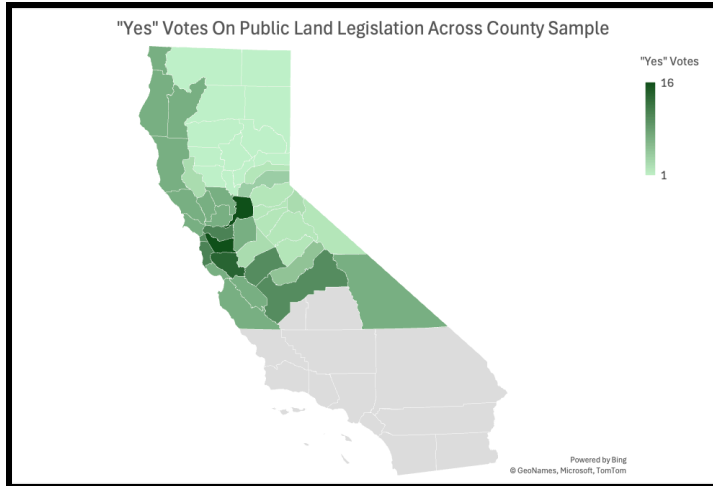 "Yes" Votes On Public Land Legislation Across County Sample
"Yes" Votes
16
1
Powered by Bing
© GeoNames, Microsoft, TomTom